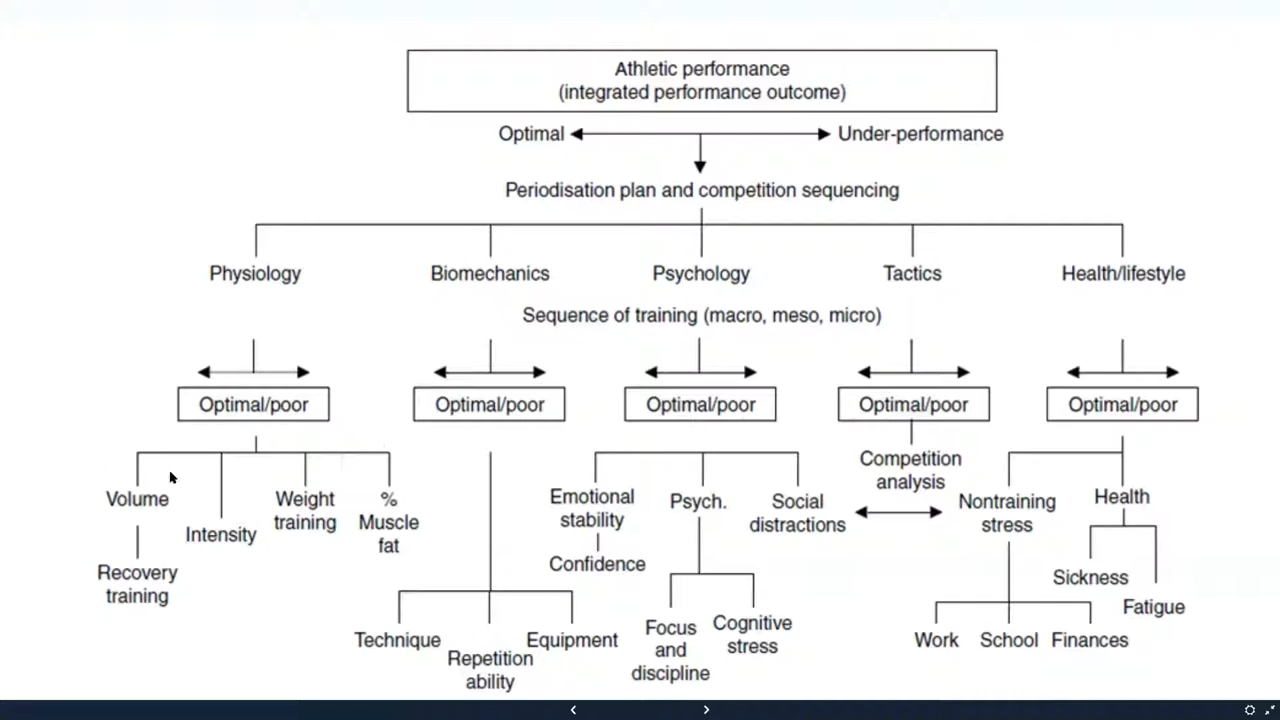 Athletic performance
(integrated performance outcome)
Optimal
Under-performance
Periodisation plan and competition sequencing
Physiology
Biomechanics
Psychology
Tactics
Health/lifestyle
Sequence of training (macro, meso, micro)
Optimal/poor
Optimal/poor
Optimal/poor
Optimal/poor
Optimal/poor
Volume
Recovery
training
Intensity
Weight
training
%
Muscle
fat
Technique
Repetition
ability
Equipment
Emotional
stability
Confidence
Psych.
Focus
and
discipline
Cognitive
stress
Social
distractions
Competition
analysis
Nontraining
stress
Work
School
Finances
Health
Sickness
Fatigue